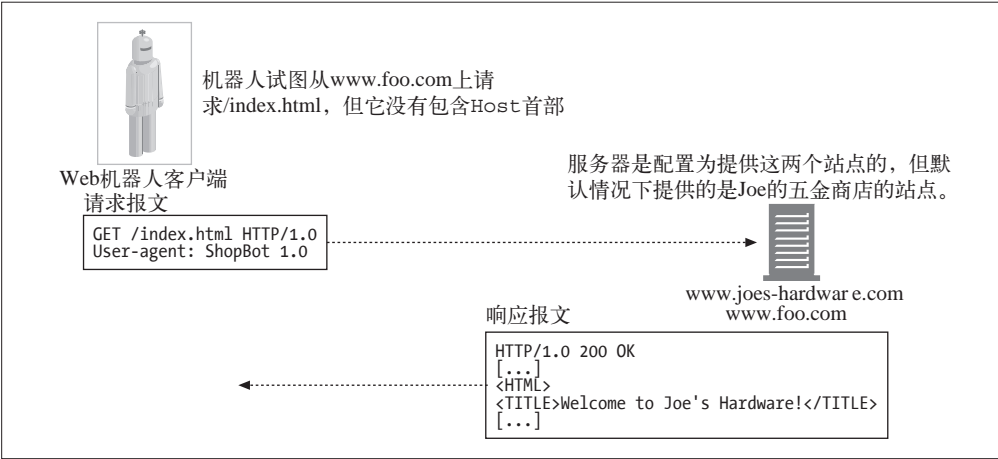 机器人试图从www.foo.com上请
求/index.html，但它没有包含Host首部
Web机器人客户端
请求报文
GET /index.html HTTP/1.0
User-agent: ShopBot 1.0
服务器是配置为提供这两个站点的，但默
认情况下提供的是Joe的五金商店的站点。
www.joes-hardwar e.com
www.foo.com
响应报文
HTTP/1.0 200 OK
[...]
<HTML>
<TITLE>Welcome to Joe's Hardware!</TITLE>
[...]